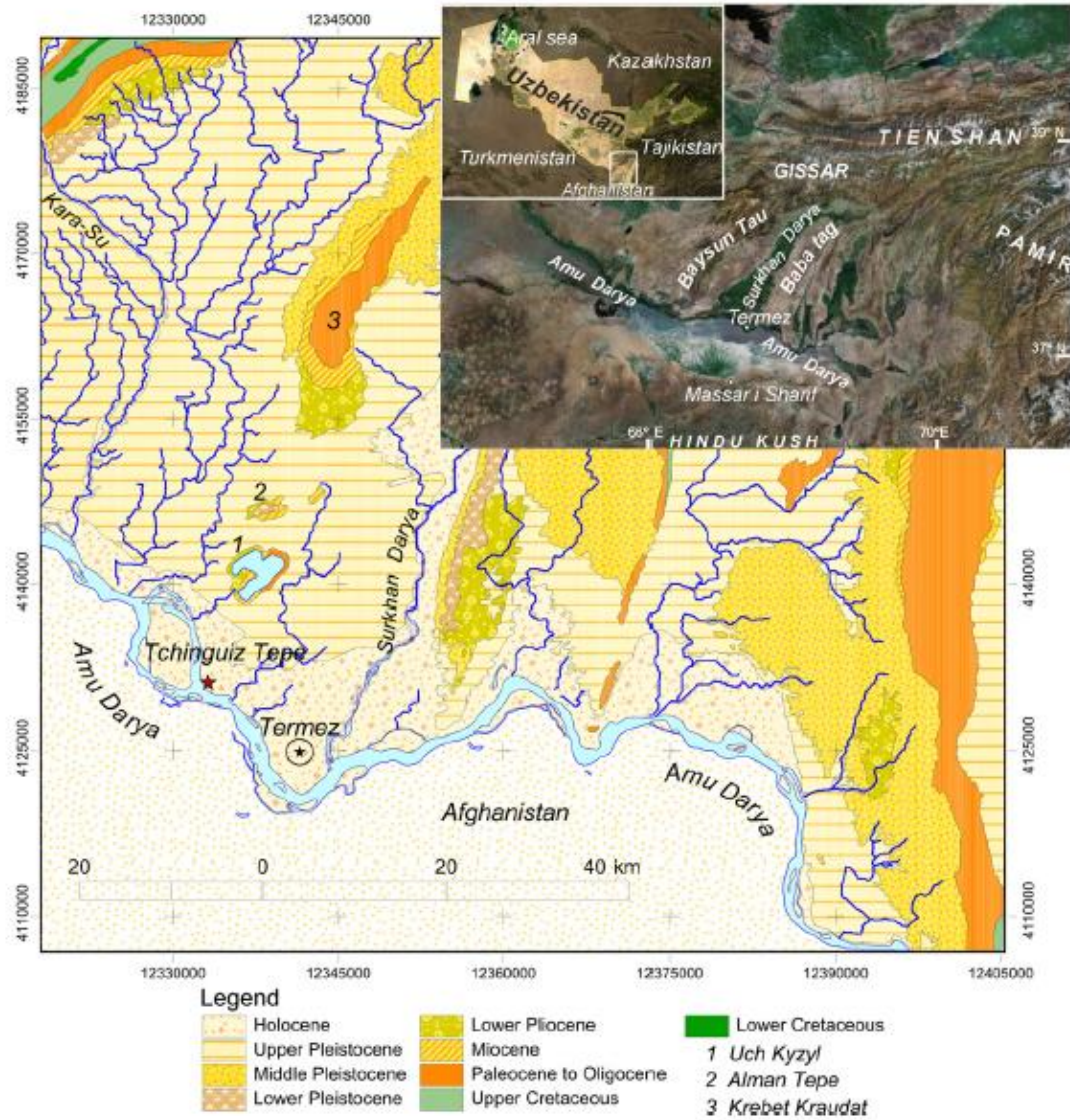 12330000
12345000
4185000
4170000
4155000
4140000
4125000
4110000
Aral sea
Kazakhstan
Uzbekistan
Turkmenistan
Tajikistan
Afghanistan
TIEN SHAN
39° N
GISSAR
PAMIR
Baysun Tau
Surkhan Darya
Baba tag
Amu Darya
Termez
Amu Darya
37° N
Massar i Sharif
70°E
HINDU KUSH
Kara-Su
3
2
1
Surkhan Darya
4140000
Tchinguiz Tepe
Amu Darya
Termez
4125000
Amu Darya
Afghanistan
20
0
20
40 km
4110000
12330000
12345000
12360000
12375000
12390000
12405000
Legend
Holocene
Upper Pleistocene
Middle Pleistocene
Lower Pleistocene
Lower Pliocene
Miocene
Paleocene to Oligocene
Upper Cretaceous
Lower Cretaceous
1 Uch Kyzyl
2 Alman Tepe
3 Krebet Kraudat